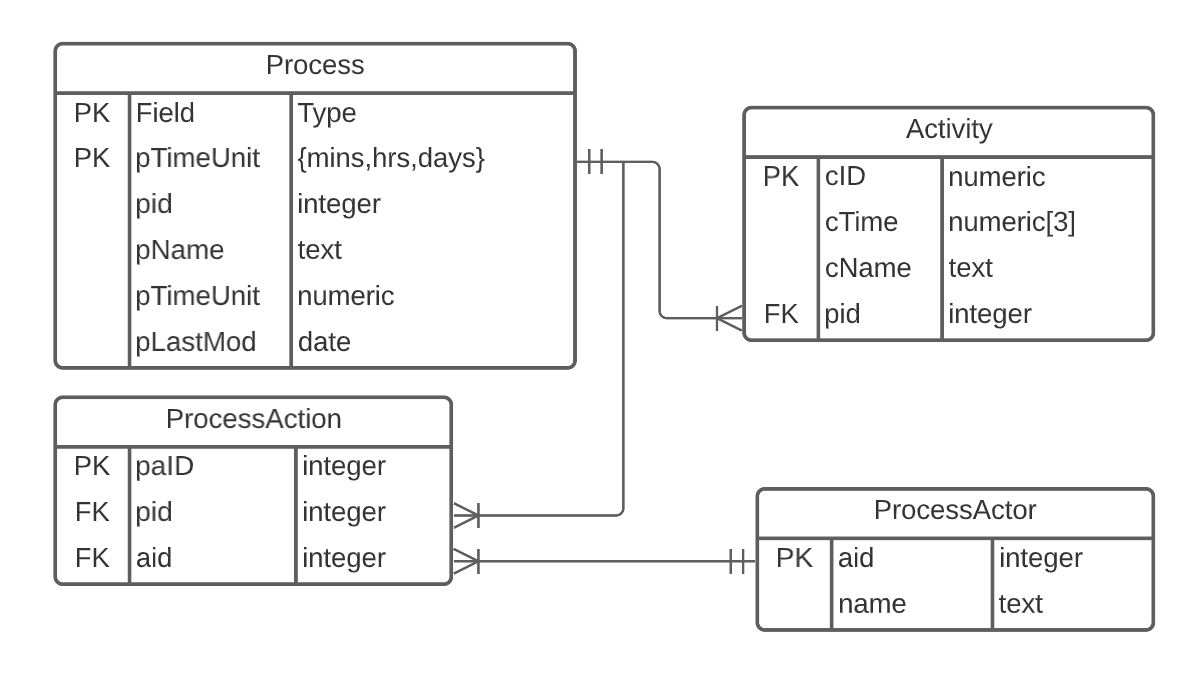 Process
PK Field Type
PK pTimeUnit {mins,hrs,days}
pid integer
pName text
pTimeUnit numeric
pLastMod date
Activity
PK cID numeric
cTime numeric[3]
cName text
FK pid integer
ProcessAction
PK paID integer
FK pid integer
FK aid integer
ProcessActor
PK aid integer
name text